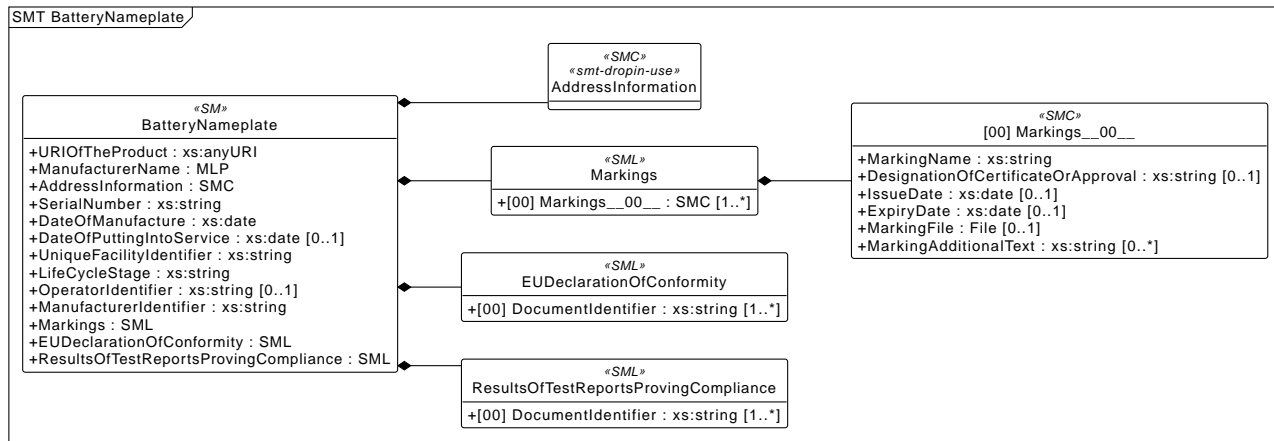 SMT BatteryNameplate
«SM»
BatteryNameplate
+URIOfTheProduct : xs:anyURI
+ManufacturerName : MLP
+AddressInformation : SMC
+SerialNumber : xs:string
+DateOfManufacture : xs:date
+DateOfPuttingIntoService : xs:date [0..1]
+UniqueFacilityIdentifier : xs:string
+LifeCycleStage : xs:string
+OperatorIdentifier : xs:string [0..1]
+ManufacturerIdentifier : xs:string
+Markings : SML
+EUDeclarationOfConformity : SML
+ResultsOfTestReportsProvingCompliance : SML
«SMC»
«smt-dropin-use»
AddressInformation
«SML»
Markings
+[00] Markings__00__ : SMC [1..*]
«SMC»
[00] Markings__00__
+MarkingName : xs:string
+DesignationOfCertificateOrApproval : xs:string [0..1]
+IssueDate : xs:date [0..1]
+ExpiryDate : xs:date [0..1]
+MarkingFile : File [0..1]
+MarkingAdditionalText : xs:string [0..*]
«SML»
EUDeclarationOfConformity
+[00] DocumentIdentifier : xs:string [1..*]
«SML»
ResultsOfTestReportsProvingCompliance
+[00] DocumentIdentifier : xs:string [1..*]